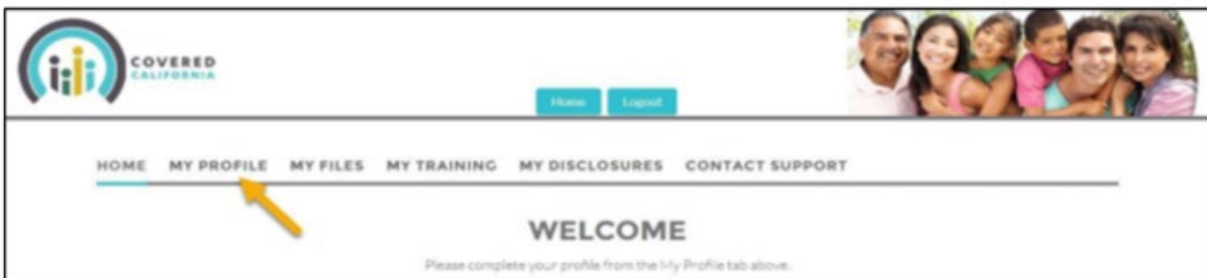 COVERED
CALIFORNIA
Home Logout
HOME MY PROFILE MY FILES MY TRAINING MY DISCLOSURES CONTACT SUPPORT
WELCOME
Please complete your profile from the My Profile tab above.